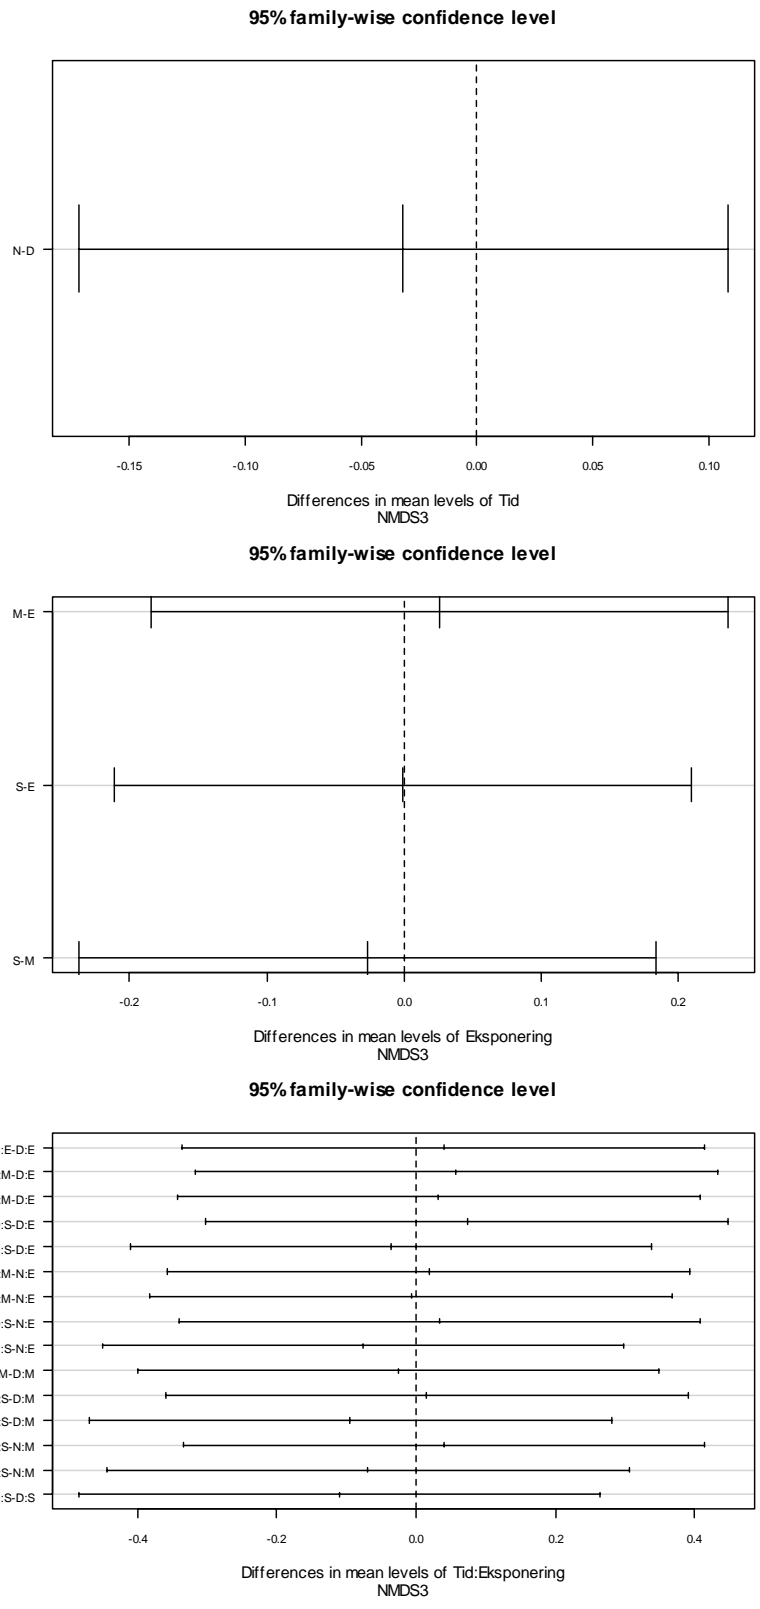 95% family-wise confidence level
N-D
-0.15 -0.10 -0.05 0.00 0.05 0.10
Differences in mean levels of Tid
NMDS3
95% family-wise confidence level
M-E
S-E
S-M
-0.2 -0.1 0.0 0.1 0.2
Differences in mean levels of Eksponering
NMDS3
95% family-wise confidence level
:E-D:E
:M-D:E
:M-D:E
:S-D:E
:S-D:E
:M-N:E
:M-N:E
:S-N:E
:S-N:E
M-D:M
:S-D:M
:S-D:M
:S-N:M
:S-N:M
:S-D:S
-0.4 -0.2 0.0 0.2 0.4
Differences in mean levels of Tid:Eksponering
NMDS3